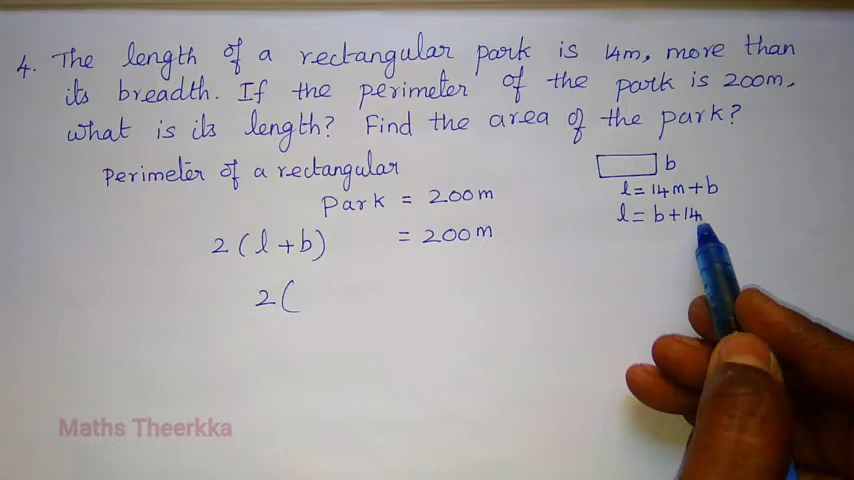 4. The length of a rectangular park is 14m, more than
its breadth. If the perimeter of the park is 200m,
what is its length? Find the area of the park?
Perimeter of a rectangular
Park = 200m
2 ( l + b ) = 200m
2 (
b
l = 14m + b
l = b + 14
Maths Theerkka